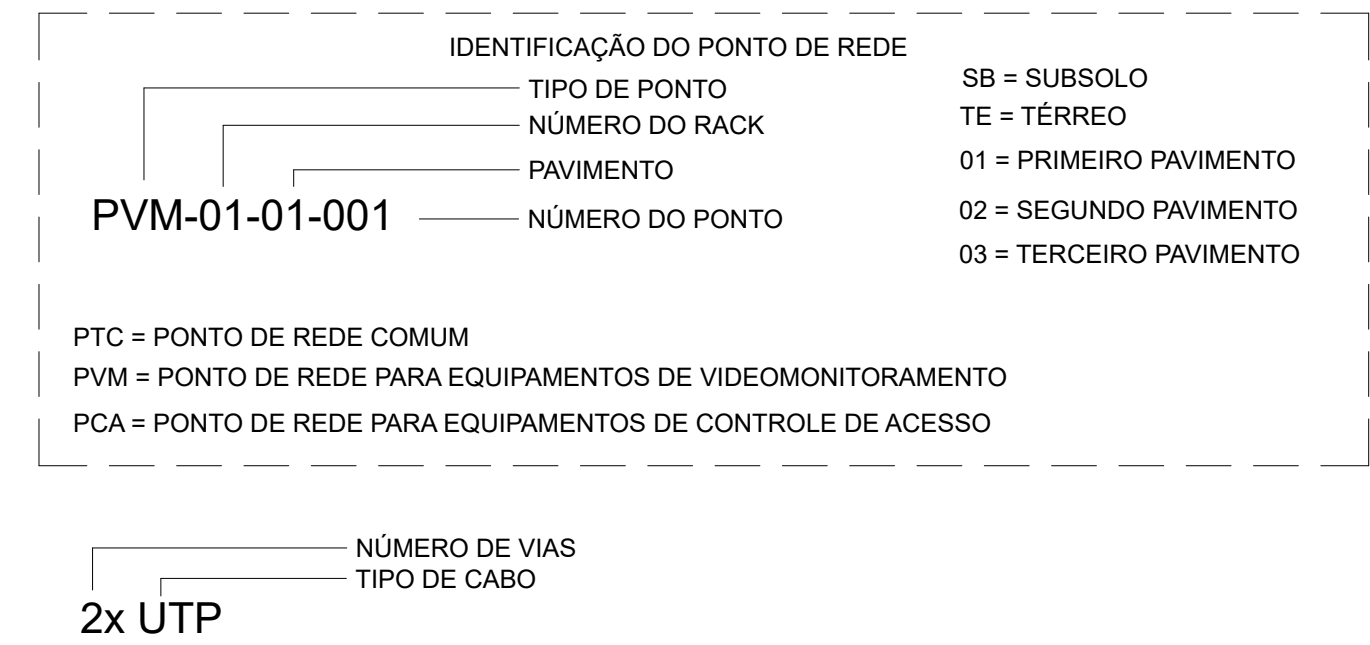 IDENTIFICAÇÃO DO PONTO DE REDE
TIPO DE PONTO
NÚMERO DO RACK
PAVIMENTO
PVM-01-01-001
NÚMERO DO PONTO
SB = SUBSOLO
TE = TÉRREO
01 = PRIMEIRO PAVIMENTO
02 = SEGUNDO PAVIMENTO
03 = TERCEIRO PAVIMENTO
PTC = PONTO DE REDE COMUM
PVM = PONTO DE REDE PARA EQUIPAMENTOS DE VIDEOMONITORAMENTO
PCA = PONTO DE REDE PARA EQUIPAMENTOS DE CONTROLE DE ACESSO
NÚMERO DE VIAS
TIPO DE CABO
2x UTP